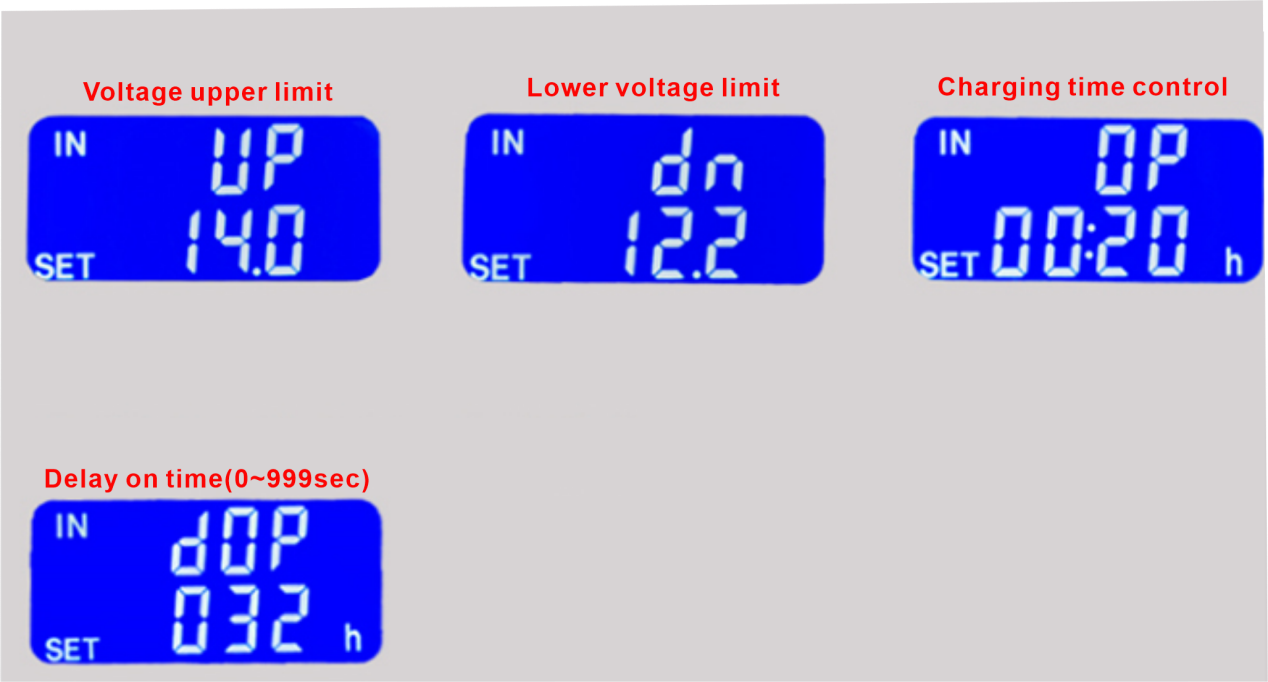 Voltage upper limit
IN UP
SET 14.0
Lower voltage limit
IN dn
SET 12.2
Charging time control
IN OP
SET 00:20 h
Delay on time(0~999sec)
IN dOP
SET 032 h